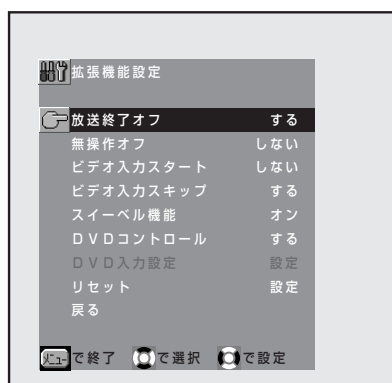 拡張機能設定
放送終了オフ する
無操作オフ しない
ビデオ入力スタート しない
ビデオ入力スキップ する
スイーベル機能 オン
DVDコントロール する
DVD入力設定 設定
リセット 設定
戻る
メニューで終了 で選択 で設定